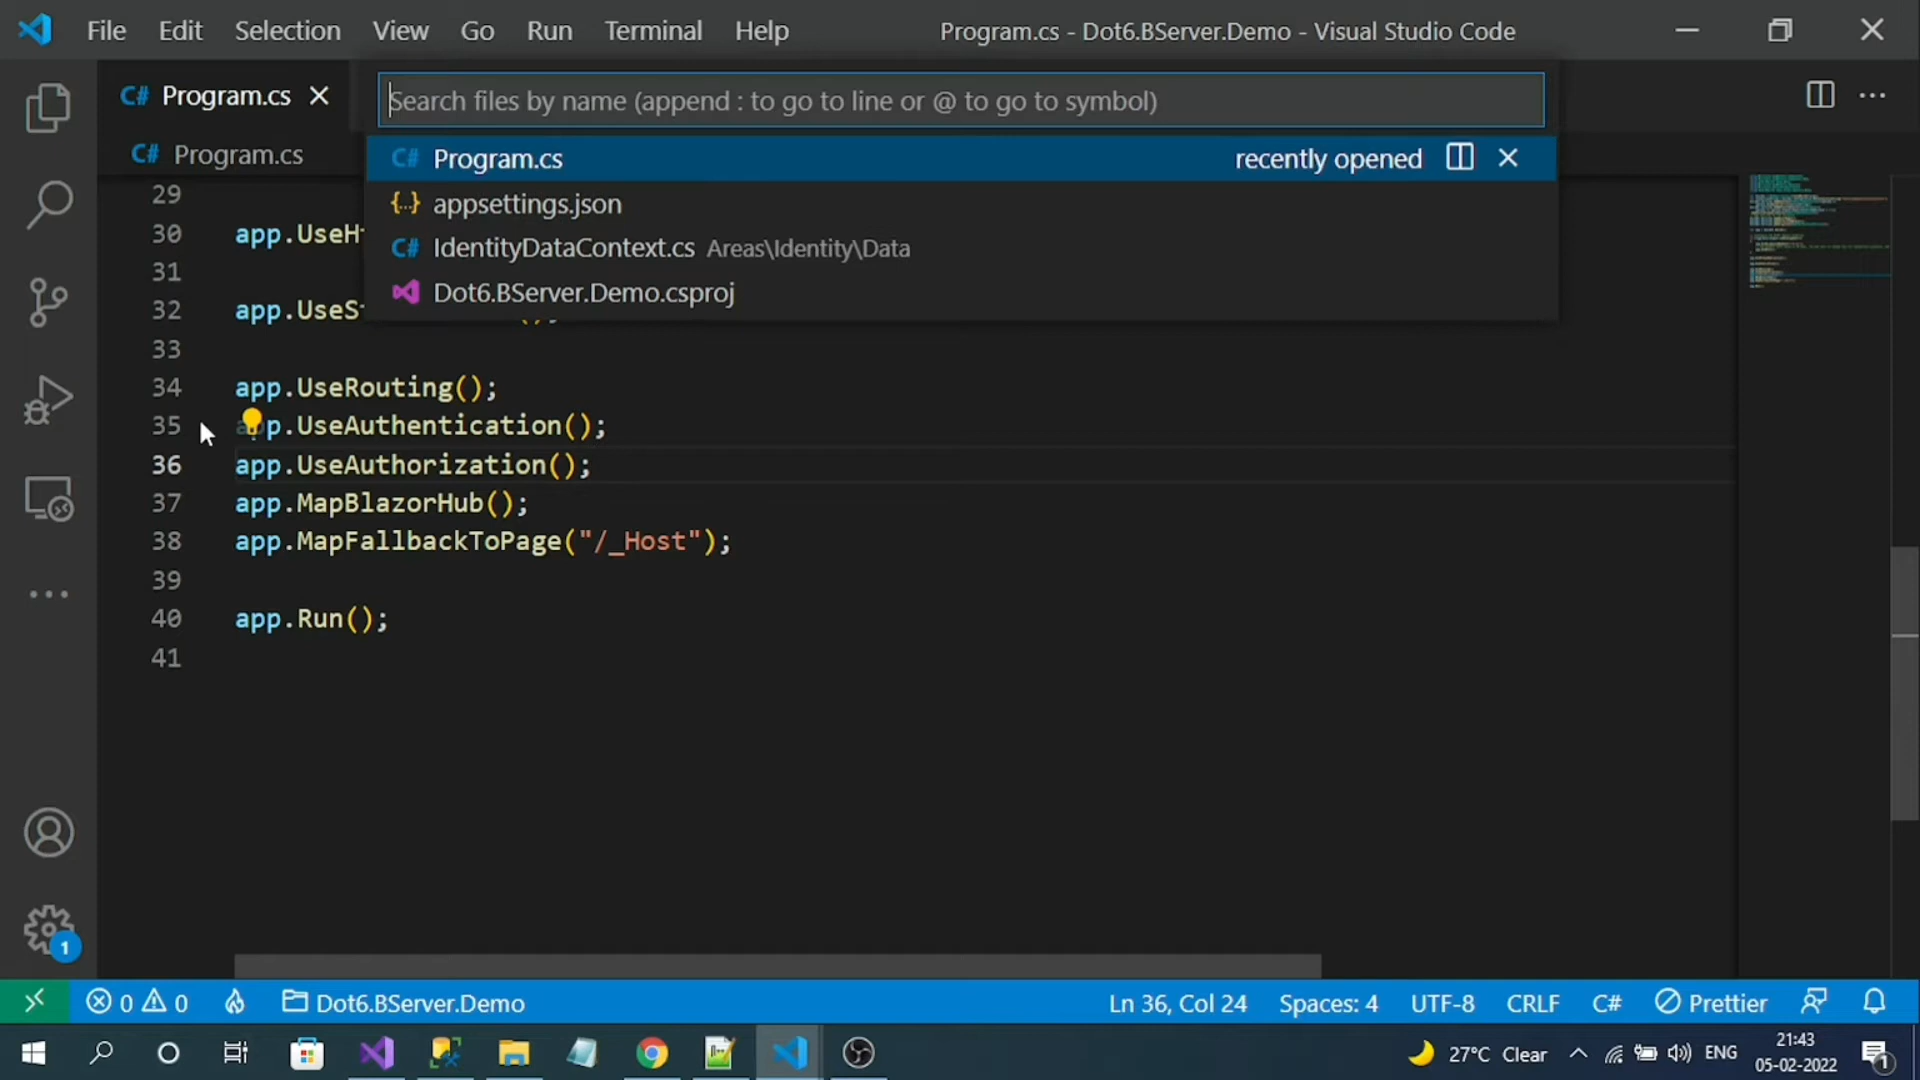 File Edit Selection View Go Run Terminal Help Program.cs - Dot6.BServer.Demo - Visual Studio Code
C# Program.cs
Search files by name (append : to go to line or @ to go to symbol)
C# Program.cs
C# Program.cs recently opened
{..} appsettings.json
C# IdentityDataContext.cs Areas\Identity\Data
Dot6.BServer.Demo.csproj
29
30 app.UseH
31
32 app.UseS
33
34 app.UseRouting();
35 app.UseAuthentication();
36 app.UseAuthorization();
37 app.MapBlazorHub();
38 app.MapFallbackToPage("/_Host");
39
40 app.Run();
41
1
0 0 Dot6.BServer.Demo Ln 36, Col 24 Spaces: 4 UTF-8 CRLF C# Prettier
27°C Clear ENG 21:43
05-02-2022 1